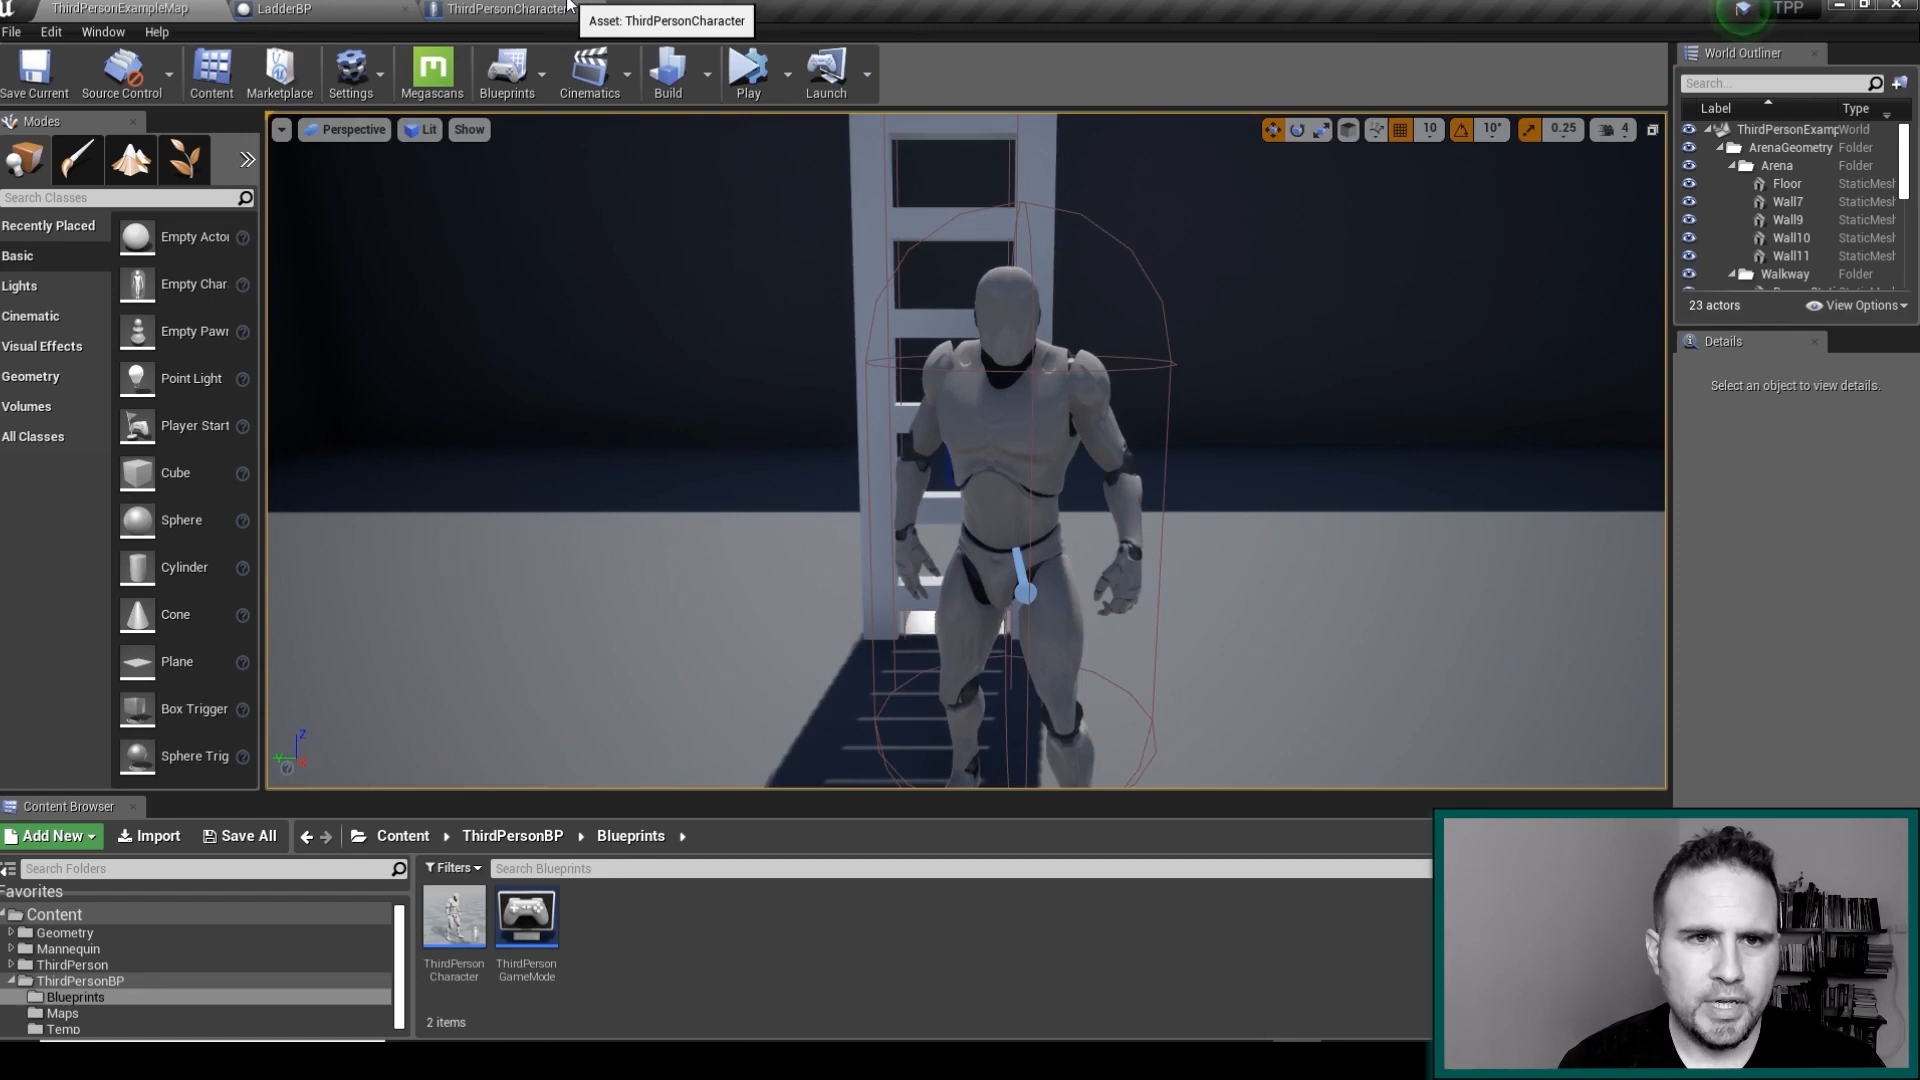 ThirdPersonExampleMap
LadderBP
ThirdPersonCharacter
Asset: ThirdPersonCharacter
TPP
File Edit Window Help
Save Current
Source Control
Content
Marketplace
Settings
Megascans
Blueprints
Cinematics
Build
Play
Launch
Modes
Search Classes
Recently Placed
Basic
Lights
Cinematic
Visual Effects
Geometry
Volumes
All Classes
Empty Actor
Empty Char
Empty Pawn
Point Light
Player Start
Cube
Sphere
Cylinder
Cone
Plane
Box Trigger
Sphere Trig
Perspective
Lit
Show
10
10°
0.25
4
Z
World Outliner
Search...
Label Type
ThirdPersonExamp World
ArenaGeometry Folder
Arena Folder
Floor StaticMesh
Wall7 StaticMesh
Wall9 StaticMesh
Wall10 StaticMesh
Wall11 StaticMesh
Walkway Folder
23 actors
View Options
Details
Select an object to view details.
Content Browser
Add New
Import
Save All
Content
ThirdPersonBP
Blueprints
Search Folders
Filters
Search Blueprints
Favorites
Content
Geometry
Mannequin
ThirdPerson
ThirdPersonBP
Blueprints
Maps
Temp
ThirdPerson
Character
ThirdPerson
GameMode
2 items